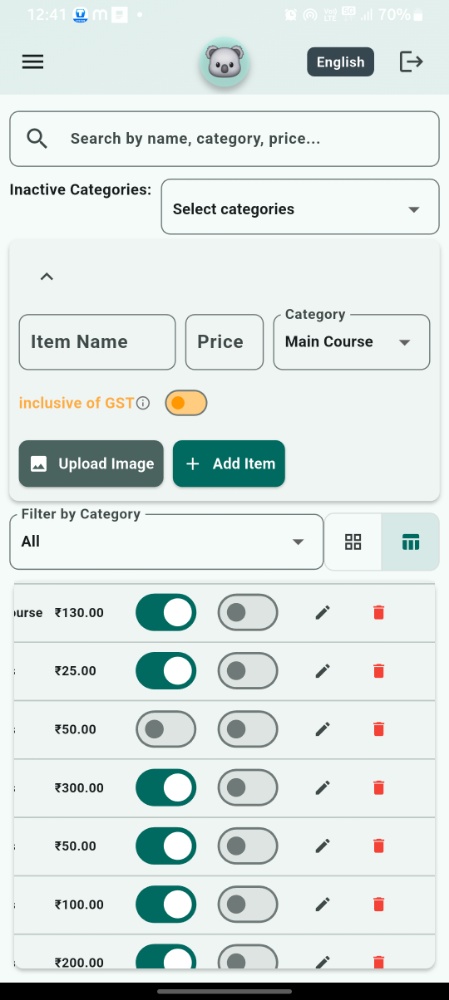 12:41
70%
English
Search by name, category, price...
Inactive Categories:
Select categories
Item Name
Price
Category
Main Course
inclusive of GST
Upload Image
+ Add Item
Filter by Category
All
ourse ₹130.00
₹25.00
₹50.00
₹300.00
₹50.00
₹100.00
₹200.00